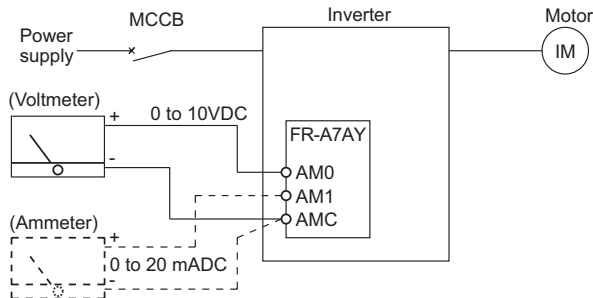 MCCB
Inverter
Motor
Power
supply
IM
(Voltmeter)
+
0 to 10VDC
-
FR-A7AY
AM0
AM1
AMC
(Ammeter)
+
0 to 20 mADC
-